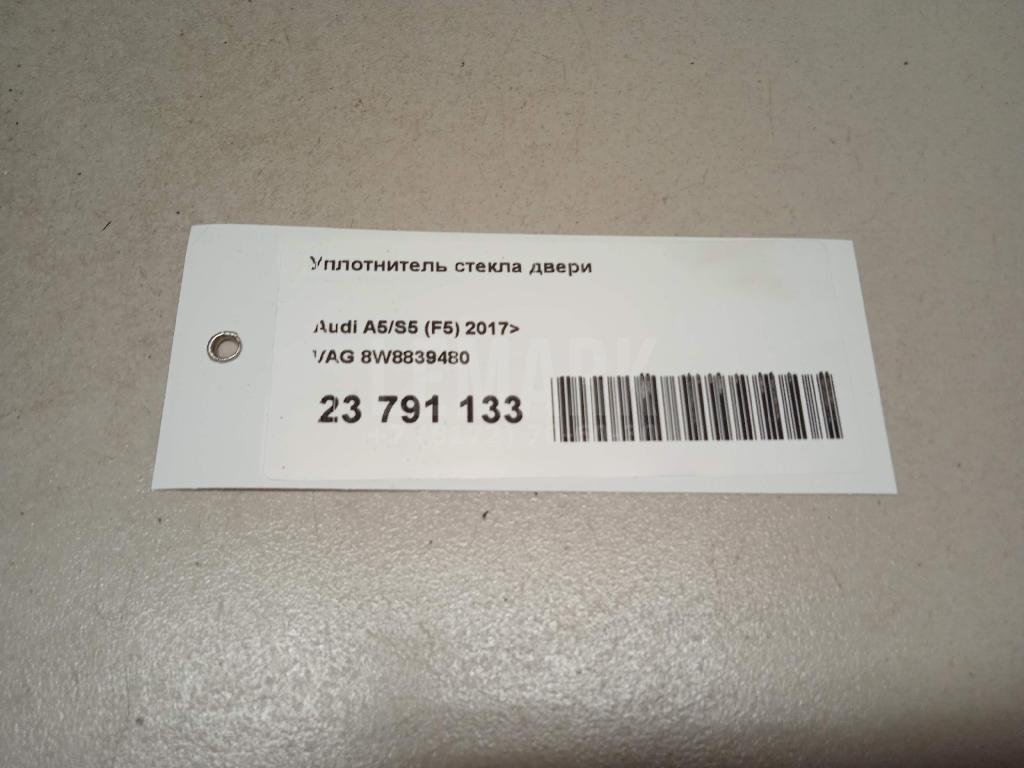 Уплотнитель стекла двери
Audi A5/S5 (F5) 2017>
VAG 8W8839480
23 791 133